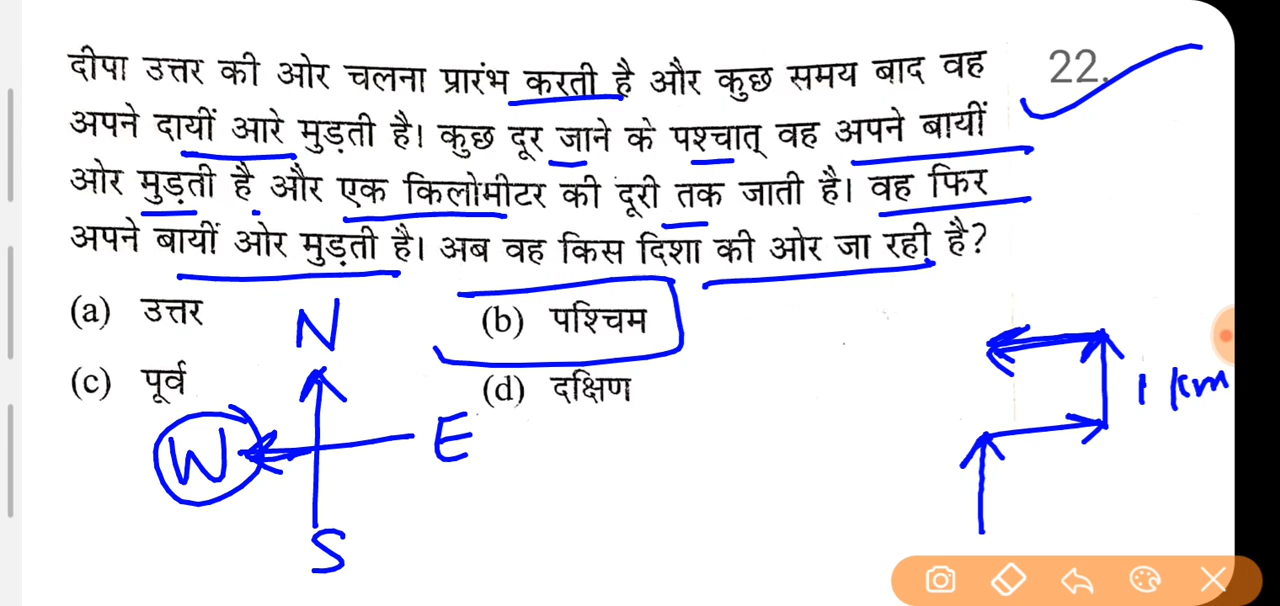 दीपा उत्तर की ओर चलना प्रारंभ करती है और कुछ समय बाद वह
22.
अपने दायीं आरे मुड़ती है। कुछ दूर जाने के पश्चात् वह अपने बायीं
ओर मुड़ती है और एक किलोमीटर की दूरी तक जाती है। वह फिर
अपने बायीं ओर मुड़ती है। अब वह किस दिशा की ओर जा रही है?
(a) उत्तर
(b) पश्चिम
(c) पूर्व
(d) दक्षिण
N
W
E
S
1 km